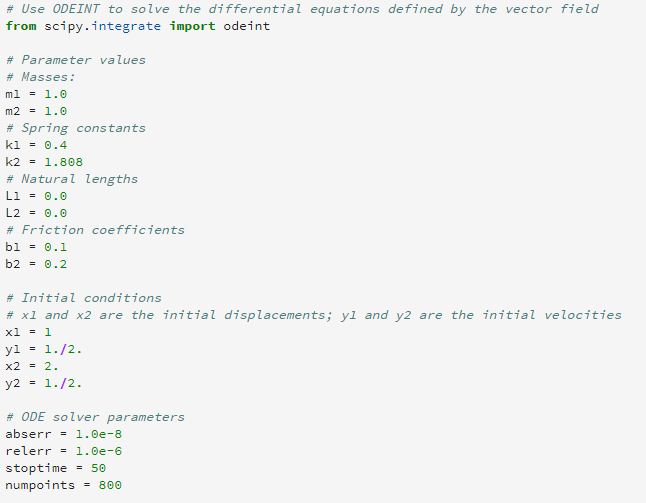 # Use ODEINT to solve the differential equations defined by the vector field
from scipy.integrate import odeint
# Parameter values
# Masses:
m1 = 1.0
m2 = 1.0
# Spring constants
k1 = 0.4
k2 = 1.808
# Natural lengths
L1 = 0.0
L2 = 0.0
# Friction coefficients
b1 = 0.1
b2 = 0.2
# Initial conditions
# x1 and x2 are the initial displacements; y1 and y2 are the initial velocities
x1 = 1
y1 = 1./2.
x2 = 2.
y2 = 1./2.
# ODE solver parameters
abserr = 1.0e-8
relerr = 1.0e-6
stoptime = 50
numpoints = 800